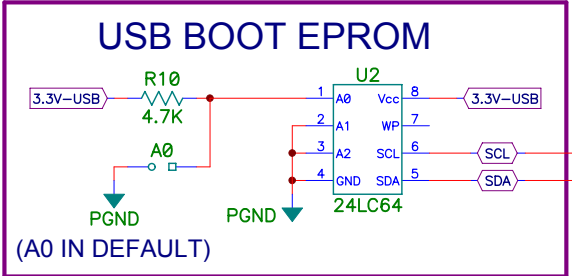 USB BOOT EPROM
R10
3.3V-USB
4.7K
A0
PGND
(A0 IN DEFAULT)
U2
1 A0 Vcc 8
3.3V-USB
2 A1 WP 7
3 A2 SCL 6
SCL
4 GND SDA 5
SDA
24LC64
PGND